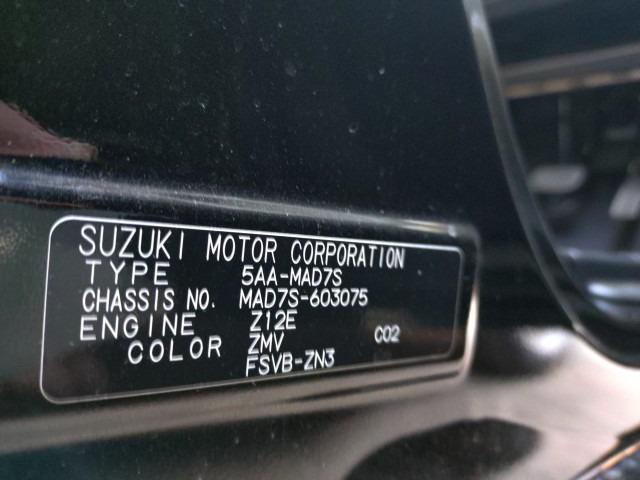 SUZUKI MOTOR CORPORATION
TYPE 5AA-MAD7S
CHASSIS NO. MAD7S-603075
ENGINE Z12E
COLOR ZMV C02
FSVB-ZN3